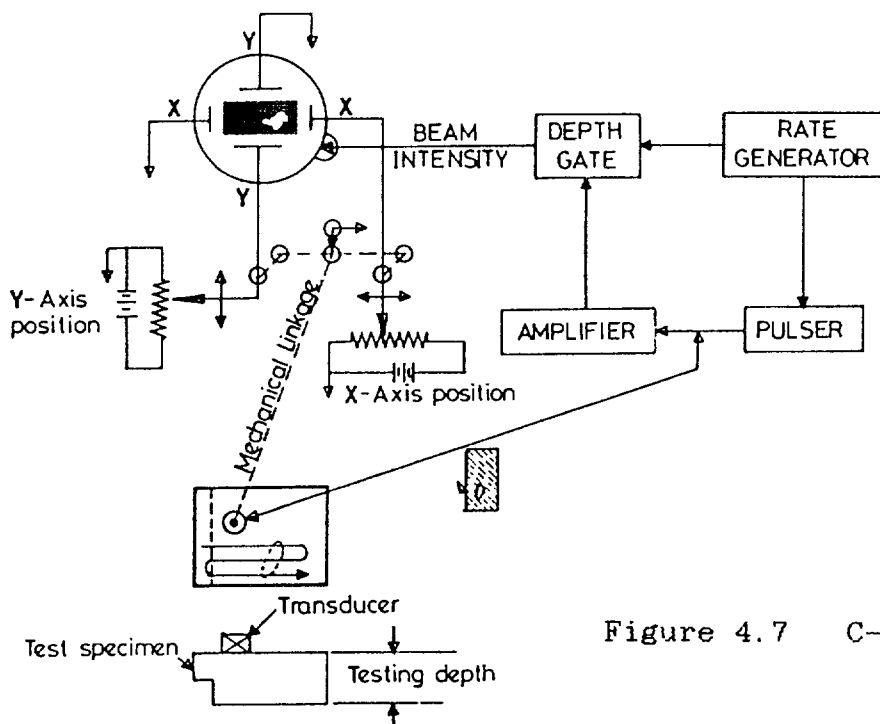 Y
X
X
Y
BEAM
INTENSITY
DEPTH
GATE
RATE
GENERATOR
Y-Axis
position
AMPLIFIER
PULSER
X-Axis position
Mechanical Linkage
Transducer
Test specimen
Testing depth
Figure 4.7 C-